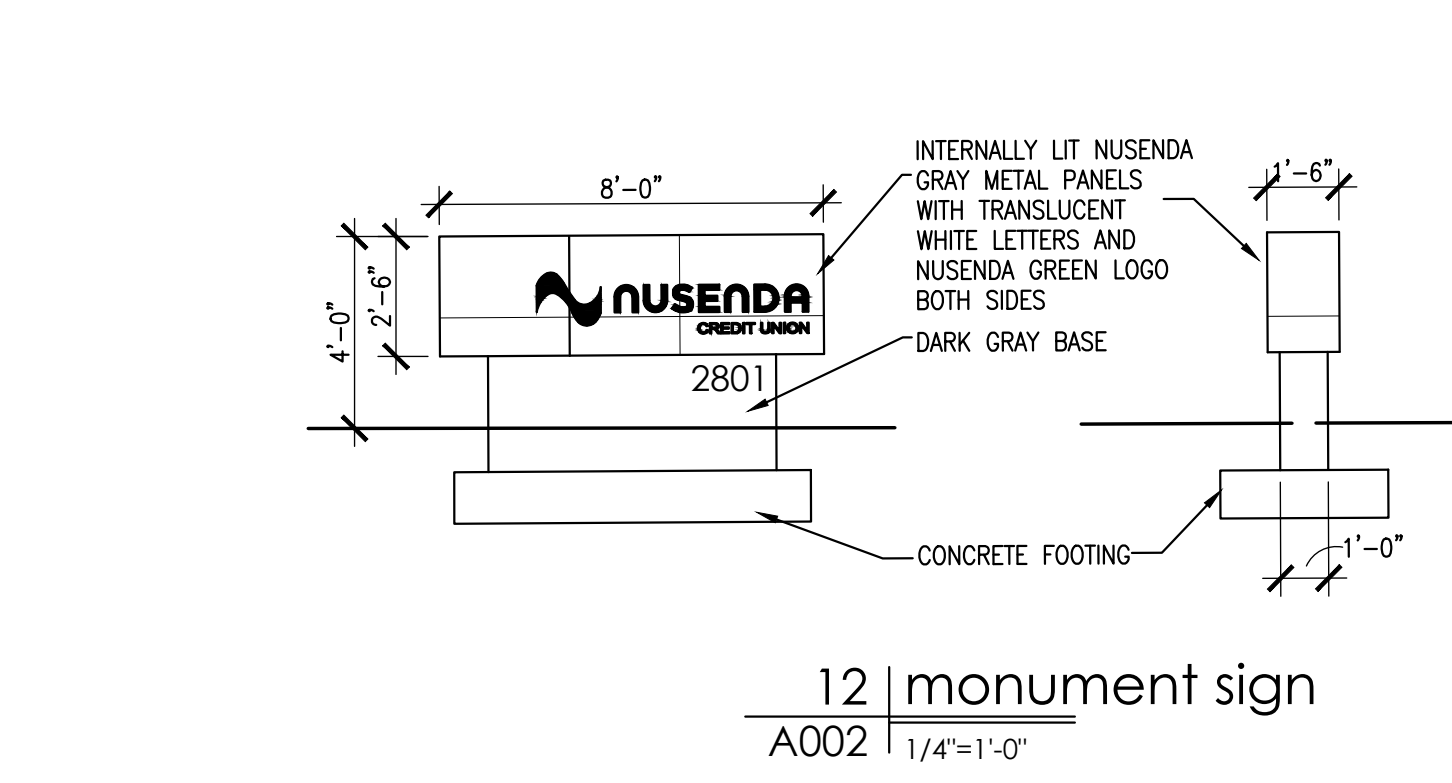 INTERNALLY LIT NUSENDA
GRAY METAL PANELS
WITH TRANSLUCENT
WHITE LETTERS AND
NUSENDA GREEN LOGO
BOTH SIDES
DARK GRAY BASE
8'-0"
1'-6"
4'-0"
2'-6"
NUSENDA
CREDIT UNION
2801
CONCRETE FOOTING
1'-0"
12
monument sign
A002
1/4"=1'-0"